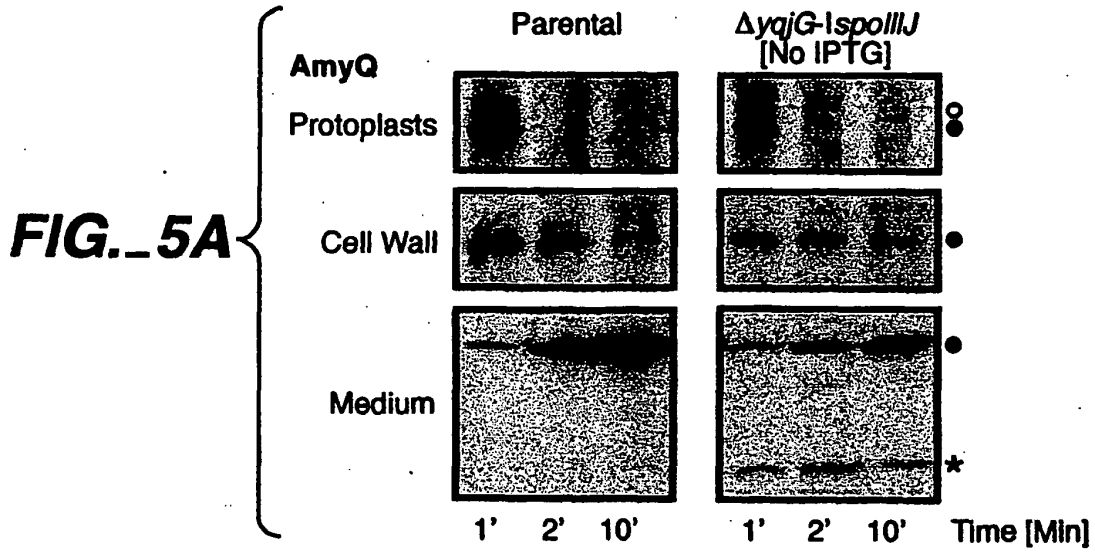 Parental
ΔyqjG-IspoIIIJ
[No IPTG]
AmyQ
Protoplasts
FIG._5A
Cell Wall
Medium
*
1' 2' 10' 1' 2' 10' Time [Min]